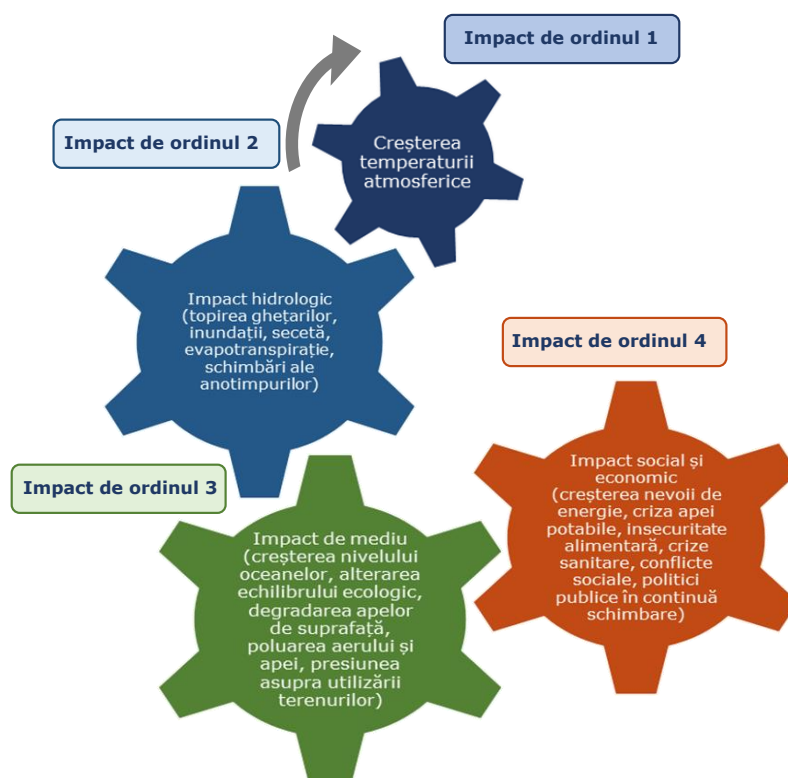 Impact de ordinul 1
Creșterea
temperaturii
atmosferice
Impact de ordinul 2
Impact hidrologic
(topirea ghețarilor,
inundații, secetă,
evapotranspirație,
schimbări ale
anotimpurilor)
Impact de ordinul 3
Impact de mediu
(creșterea nivelului
oceanelor, alterarea
echilibrului ecologic,
degradarea apelor
de suprafață,
poluarea aerului și
apei, presiunea
asupra utilizării
terenurilor)
Impact de ordinul 4
Impact social și
economic
(creșterea nevoii de
energie, criza apei
potabile, insecuritate
alimentară, crize
sanitare, conflicte
sociale, politici
publice în continuă
schimbare)